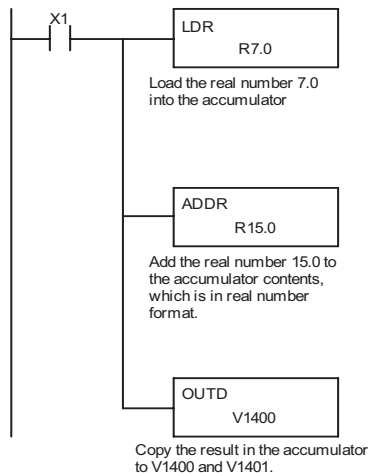 X1
LDR
R7.0
Load the real number 7.0
into the accumulator
ADDR
R15.0
Add the real number 15.0 to
the accumulator contents,
which is in real number
format.
OUTD
V1400
Copy the result in the accumulator
to V1400 and V1401.